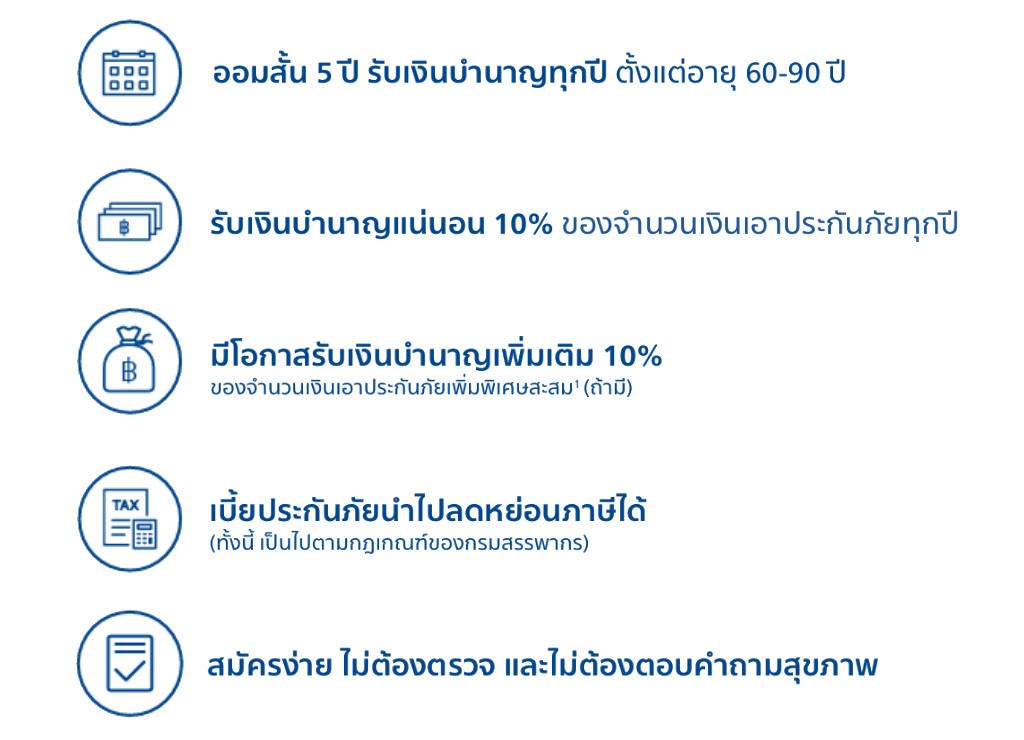 ออมสั้น 5 ปี รับเงินบำนาญทุกปี ตั้งแต่อายุ 60-90 ปี
รับเงินบำนาญแน่นอน 10% ของจำนวนเงินเอาประกันภัยทุกปี
มีโอกาสรับเงินบำนาญเพิ่มเติม 10%
ของจำนวนเงินเอาประกันภัยเพิ่มพิเศษสะสม¹ (ถ้ามี)
TAX
เบี้ยประกันภัยนำไปลดหย่อนภาษีได้
(ทั้งนี้ เป็นไปตามกฎเกณฑ์ของกรมสรรพากร)
สมัครง่าย ไม่ต้องตรวจ และไม่ต้องตอบคำถามสุขภาพ